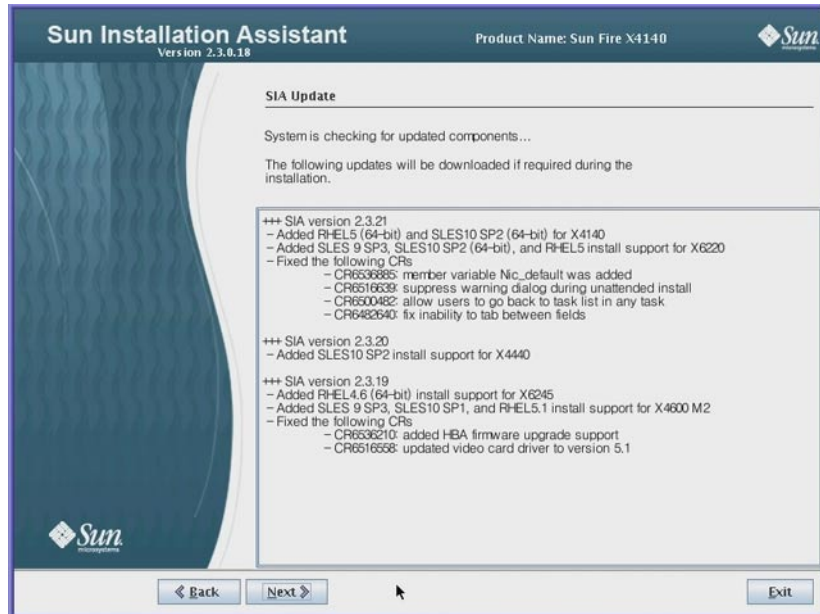 Sun Installation Assistant
Version 2.3.0.18
Product Name: Sun Fire X4140
Sun
microsystems
SIA Update
System is checking for updated components...
The following updates will be downloaded if required during the
installation.
+++ SIA version 2.3.21
- Added RHEL5 (64-bit) and SLES10 SP2 (64-bit) for X4140
- Added SLES 9 SP3, SLES10 SP2 (64-bit), and RHEL5 install support for X6220
- Fixed the following CRs
- CR6536885: member variable Nic_default was added
- CR6516639: suppress warning dialog during unattended install
- CR6500482: allow users to go back to task list in any task
- CR6482640: fix inability to tab between fields
+++ SIA version 2.3.20
- Added SLES10 SP2 install support for X4440
+++ SIA version 2.3.19
- Added RHEL4.6 (64-bit) install support for X6245
- Added SLES 9 SP3, SLES10 SP1, and RHEL5.1 install support for X4600 M2
- Fixed the following CRs
- CR6536210: added HBA firmware upgrade support
- CR6516558: updated video card driver to version 5.1
Sun
microsystems
Back
Next
Exit